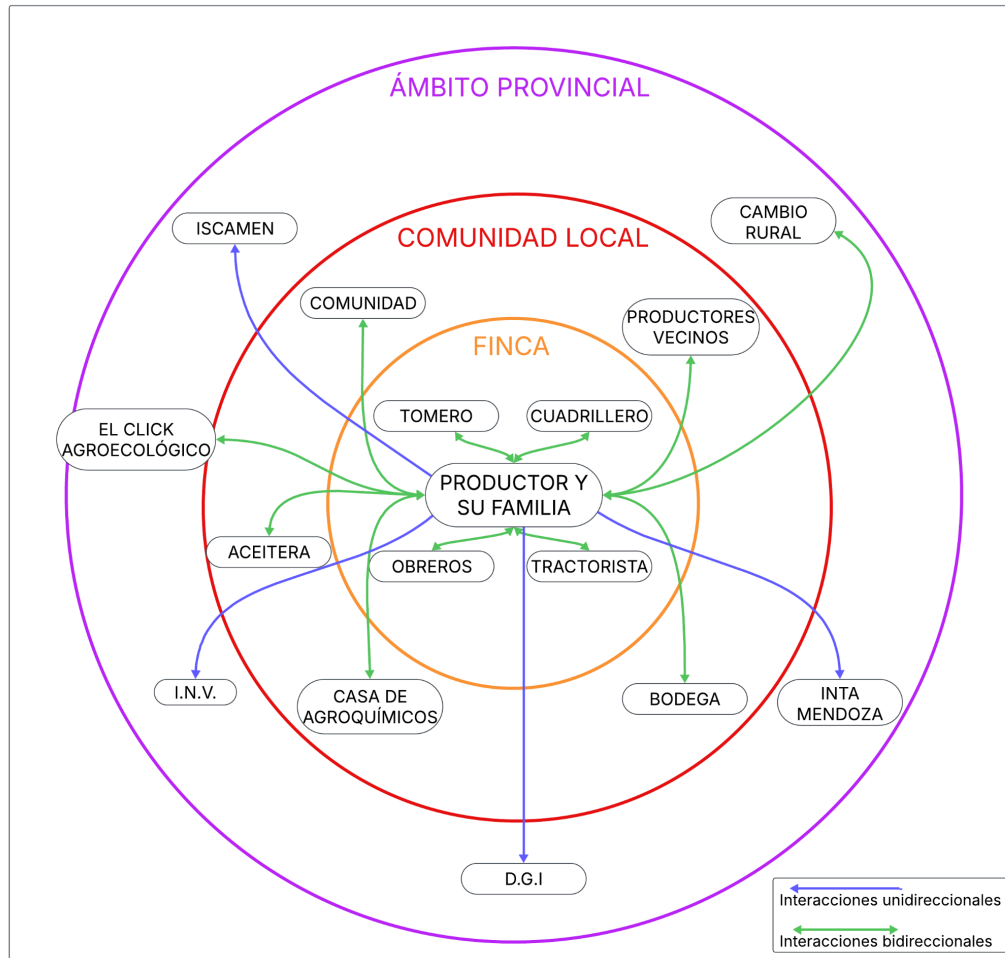 ÁMBITO PROVINCIAL
ISCAMEN
CAMBIO
RURAL
COMUNIDAD LOCAL
COMUNIDAD
PRODUCTORES
VECINOS
FINCA
TOMERO
CUADRILLERO
EL CLICK
AGROECOLÓGICO
PRODUCTOR Y
SU FAMILIA
ACEITERA
OBREROS
TRACTORISTA
I.N.V.
CASA DE
AGROQUÍMICOS
BODEGA
INTA
MENDOZA
D.G.I
Interacciones unidireccionales
Interacciones bidireccionales